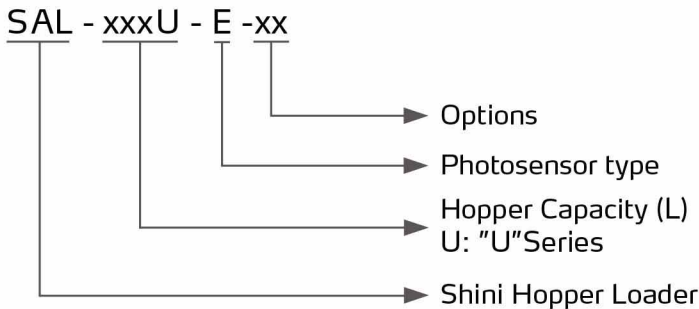 SAL - xxxU - E -xx
Options
Photosensor type
Hopper Capacity (L)
U: "U"Series
Shini Hopper Loader